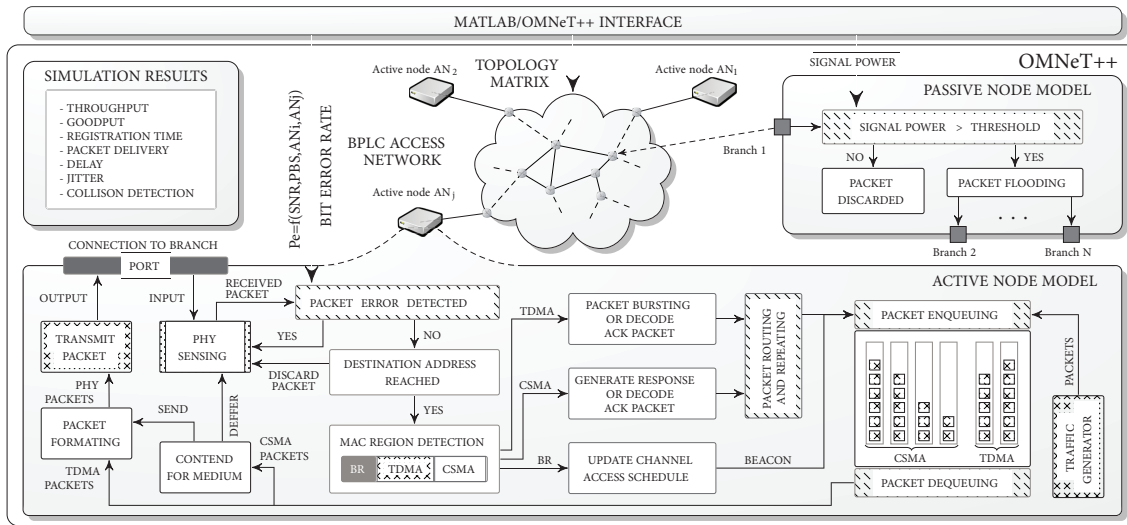 MATLAB/OMNeT++ INTERFACE
OMNeT++
SIMULATION RESULTS
- THROUGHPUT
- GOODPUT
- REGISTRATION TIME
- PACKET DELIVERY
- DELAY
- JITTER
- COLLISON DETECTION
Pe=f(SNR,PBS,ANi,ANj)
BIT ERROR RATE
Active node AN2
TOPOLOGY
MATRIX
Active node AN1
BPLC ACCESS
NETWORK
Active node ANj
Branch 1
SIGNAL POWER
PASSIVE NODE MODEL
SIGNAL POWER > THRESHOLD
NO
YES
PACKET
DISCARDED
PACKET FLOODING
. . .
Branch 2
Branch N
CONNECTION TO BRANCH
PORT
ACTIVE NODE MODEL
OUTPUT
INPUT
RECEIVED
PACKET
PACKET ERROR DETECTED
TRANSMIT
PACKET
PHY
SENSING
YES
NO
DISCARD
PACKET
DESTINATION ADDRESS
REACHED
YES
PHY
PACKETS
SEND
DEFFER
PACKET
FORMATING
CONTEND
FOR MEDIUM
CSMA
PACKETS
TDMA
PACKETS
MAC REGION DETECTION
BR
TDMA
CSMA
TDMA
PACKET BURSTING
OR DECODE
ACK PACKET
CSMA
GENERATE RESPONSE
OR DECODE
ACK PACKET
BR
UPDATE CHANNEL
ACCESS SCHEDULE
BEACON
PACKET ROUTING
AND REPEATING
PACKET ENQUEUING
CSMA
TDMA
PACKET DEQUEUING
PACKETS
TRAFFIC
GENERATOR